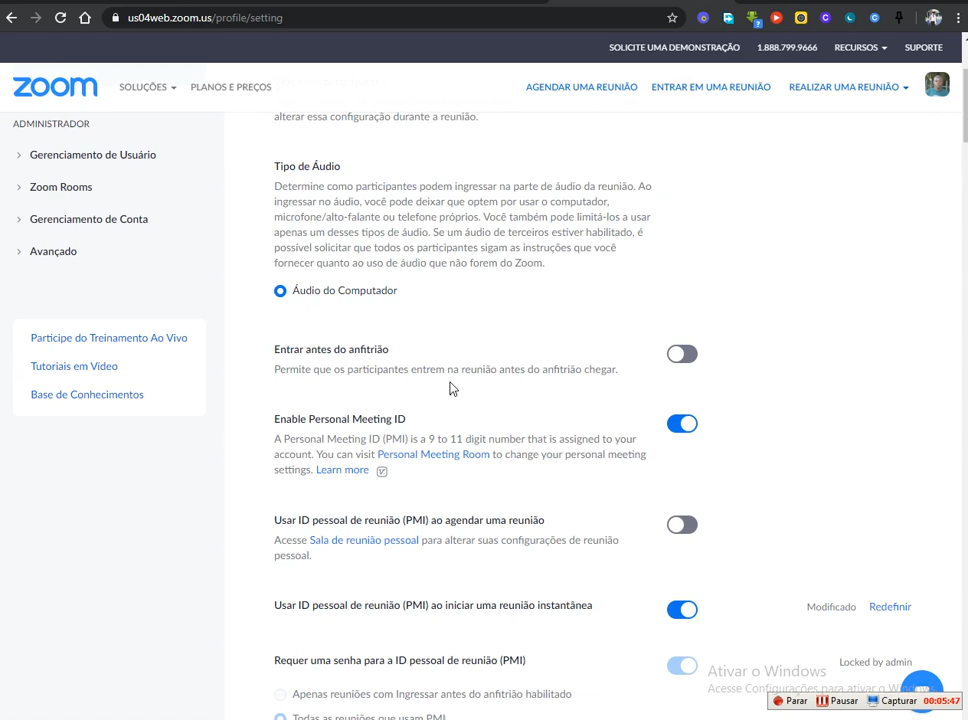 us04web.zoom.us/profile/setting
SOLICITE UMA DEMONSTRAÇÃO 1.888.799.9666 RECURSOS SUPORTE
zoom SOLUÇÕES PLANOS E PREÇOS AGENDAR UMA REUNIÃO ENTRAR EM UMA REUNIÃO REALIZAR UMA REUNIÃO
alterar essa configuração durante a reunião.
ADMINISTRADOR
Gerenciamento de Usuário
Zoom Rooms
Gerenciamento de Conta
Avançado
Participe do Treinamento Ao Vivo
Tutoriais em Vídeo
Base de Conhecimentos
Tipo de Áudio
Determine como participantes podem ingressar na parte de áudio da reunião. Ao
ingressar no áudio, você pode deixar que optem por usar o computador,
microfone/alto-falante ou telefone próprios. Você também pode limitá-los a usar
apenas um desses tipos de áudio. Se um áudio de terceiros estiver habilitado, é
possível solicitar que todos os participantes sigam as instruções que você
fornecer quanto ao uso de áudio que não forem do Zoom.
Áudio do Computador
Entrar antes do anfitrião
Permite que os participantes entrem na reunião antes do anfitrião chegar.
Enable Personal Meeting ID
A Personal Meeting ID (PMI) is a 9 to 11 digit number that is assigned to your
account. You can visit Personal Meeting Room to change your personal meeting
settings. Learn more
Usar ID pessoal de reunião (PMI) ao agendar uma reunião
Acesse Sala de reunião pessoal para alterar suas configurações de reunião
pessoal.
Usar ID pessoal de reunião (PMI) ao iniciar uma reunião instantânea
Modificado Redefinir
Requer uma senha para a ID pessoal de reunião (PMI)
Locked by admin
Apenas reuniões com Ingressar antes do anfitrião habilitado
Todas as reuniões que usam PMI
Ativar o Windows
Acesse Configurações para ativar o
Parar Pausar Capturar 00:05:47